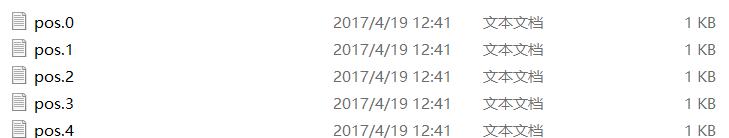 pos.0 2017/4/19 12:41 文本文档 1 KB
pos.1 2017/4/19 12:41 文本文档 1 KB
pos.2 2017/4/19 12:41 文本文档 1 KB
pos.3 2017/4/19 12:41 文本文档 1 KB
pos.4 2017/4/19 12:41 文本文档 1 KB